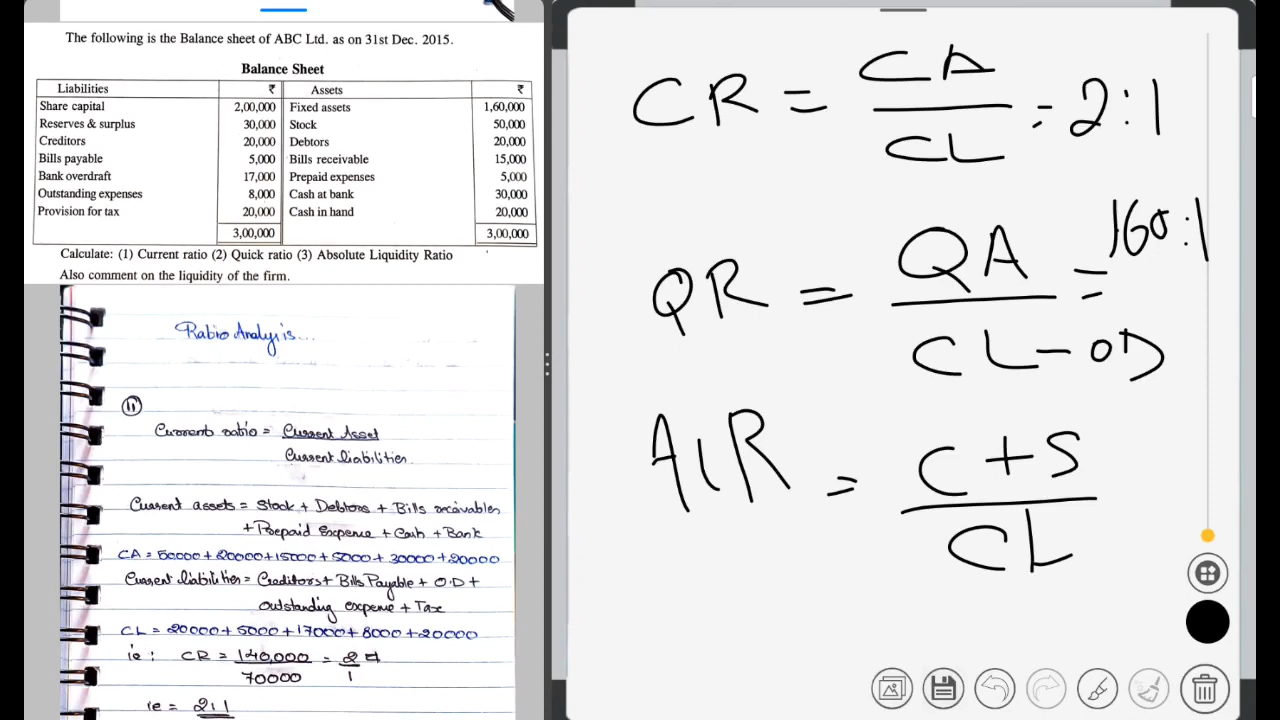 The following is the Balance sheet of ABC Ltd. as on 31st Dec. 2015.
Balance Sheet
Liabilities ₹ Assets ₹
Share capital 2,00,000 Fixed assets 1,60,000
Reserves & surplus 30,000 Stock 50,000
Creditors 20,000 Debtors 20,000
Bills payable 5,000 Bills receivable 15,000
Bank overdraft 17,000 Prepaid expenses 5,000
Outstanding expenses 8,000 Cash at bank 30,000
Provision for tax 20,000 Cash in hand 20,000
3,00,000 3,00,000
Calculate: (1) Current ratio (2) Quick ratio (3) Absolute Liquidity Ratio
Also comment on the liquidity of the firm.
Ratio Analysis...
11
Current ratio = Current Asset
Current liabilities
Current assets = Stock + Debtors + Bills receivables
+ Prepaid Expense + Cash + Bank
CA = 50000+20000+15000+5000+30000+20000
Current liabilities = Creditors + Bills Payable + O.D +
outstanding expense + Tax
CL = 20000+5000+17000+8000+20000
ie: CR = 140,000 = 2
70000 1
ie = 2:1
CR = CA = 2:1
CL
QR = QA = 1.60:1
CL - OD
ALR = C + S
CL